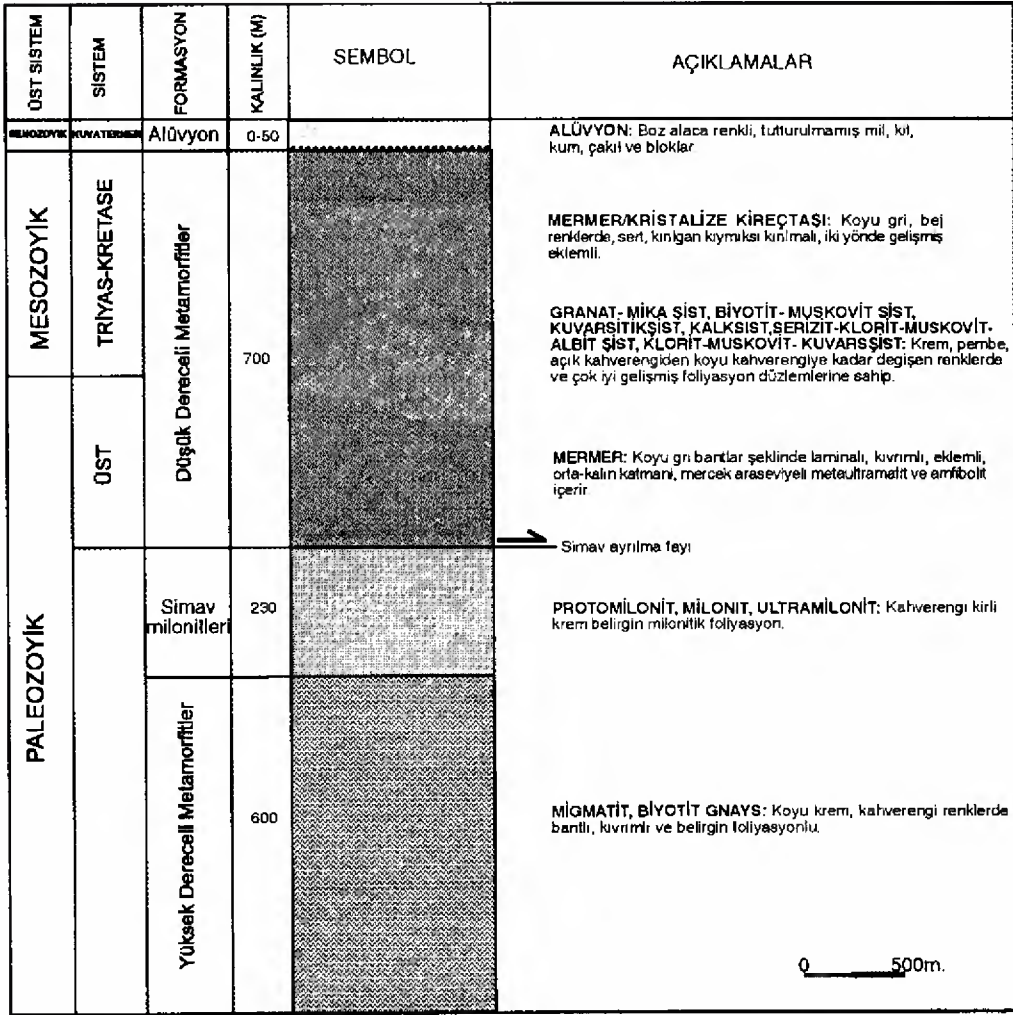 ÜST SİSTEM
SİSTEM
FORMASYON
KALINLIK (M)
SEMBOL
AÇIKLAMALAR
SENOZOYİK
KUVATERNER
Alüvyon
0-50
ALÜVYON: Boz alaca renkli, tutturulmamış mil, kil,
kum, çakıl ve bloklar
MESOZOYİK
TRİYAS-KRETASE
Düşük Dereceli Metamorfitler
700
MERMER/KRİSTALİZE KİREÇTAŞI: Koyu gri, bej
renklerde, sert, kırılgan kıymıksı kırılmalı, iki yönde gelişmiş
eklemli.
GRANAT- MİKA ŞİST, BİYOTİT- MUSKOVİT ŞİST,
KUVARSİTİKŞİST, KALKSIST,SERİZİT-KLORİT-MUSKOVİT-
ALBİT ŞİST, KLORİT-MUSKOVİT- KUVARSŞİST: Krem, pembe,
açık kahverengiden koyu kahverengiye kadar degişen renklerde
ve çok iyi gelişmiş foliyasyon düzlemlerine sahip.
PALEOZOYİK
ÜST
MERMER: Koyu gri bantlar şeklinde laminalı, kıvrımlı, eklemli,
orta-kalın katmanı, mercek araseviyeli metaultramafit ve amfibolit
içerir
Simav ayrılma fayı
Simav
milonitleri
230
PROTOMİLONİT, MİLONIT, ULTRAMİLONİT: Kahverengi kirli
krem belirgin milonitik foliyasyon.
Yüksek Dereceli Metamorfitler
600
MİGMATİT, BİYOTİT GNAYS: Koyu krem, kahverengi renklerde
bantlı, kıvrımlı ve belirgin foliyasyonlu.
0 500m.